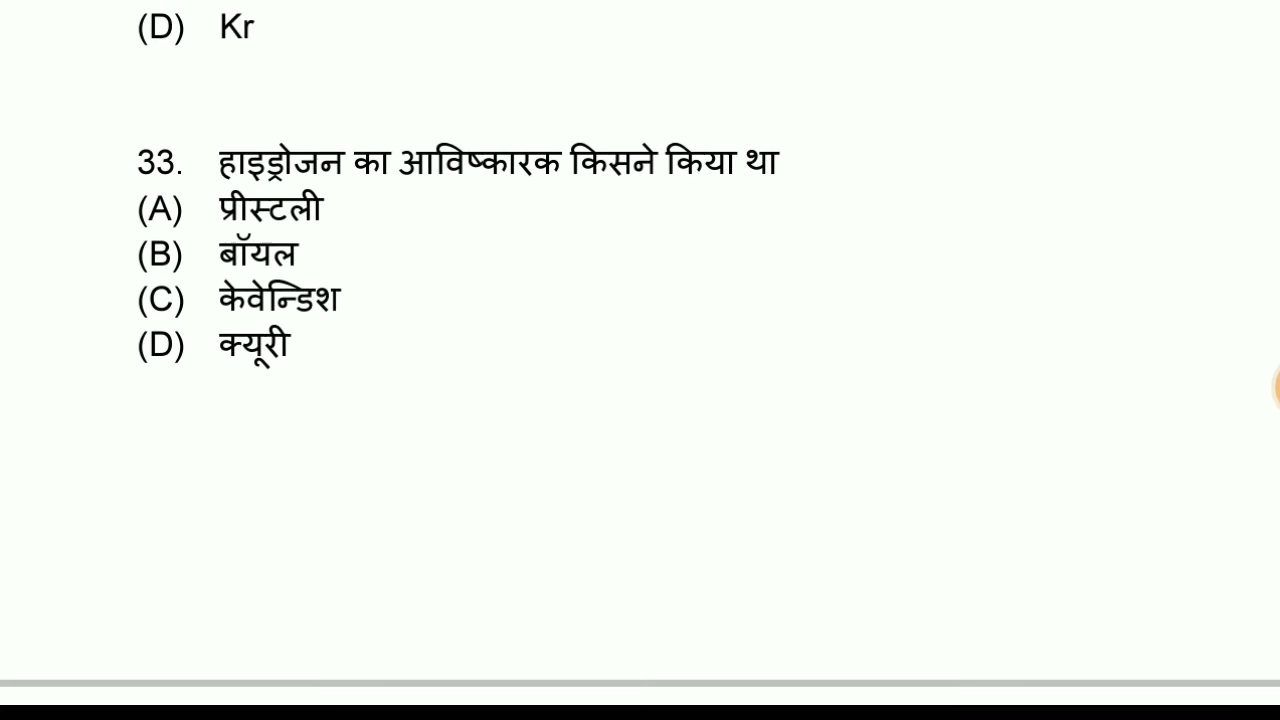 (D) Kr
33. हाइड्रोजन का आविष्कारक किसने किया था
(A) प्रीस्टली
(B) बॉयल
(C) केवेन्डिश
(D) क्यूरी